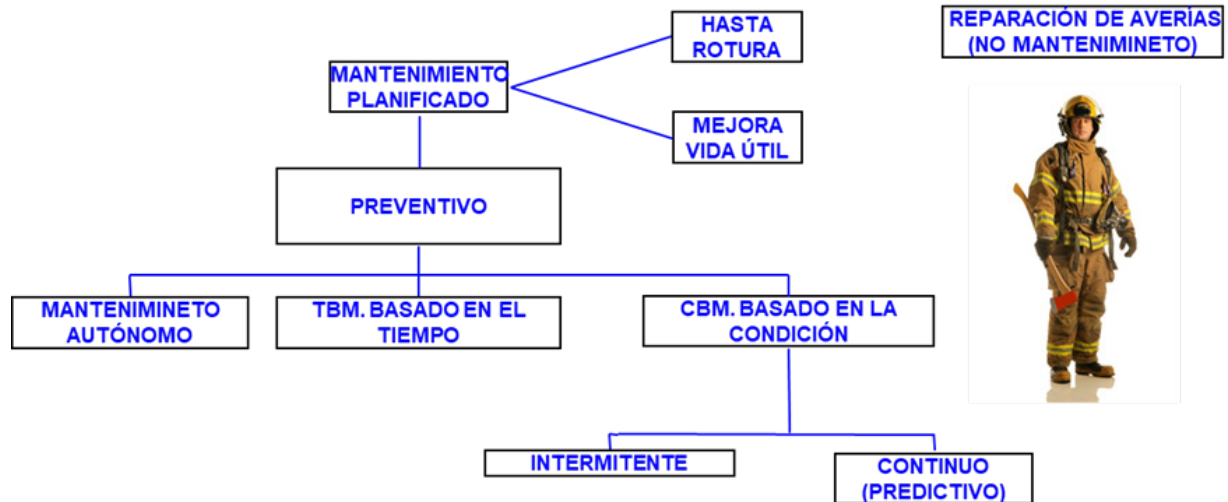 HASTA
ROTURA
REPARACIÓN DE AVERÍAS
(NO MANTENIMINETO)
MANTENIMIENTO
PLANIFICADO
MEJORA
VIDA ÚTIL
PREVENTIVO
MANTENIMINETO
AUTÓNOMO
TBM. BASADO EN EL
TIEMPO
CBM. BASADO EN LA
CONDICIÓN
INTERMITENTE
CONTINUO
(PREDICTIVO)